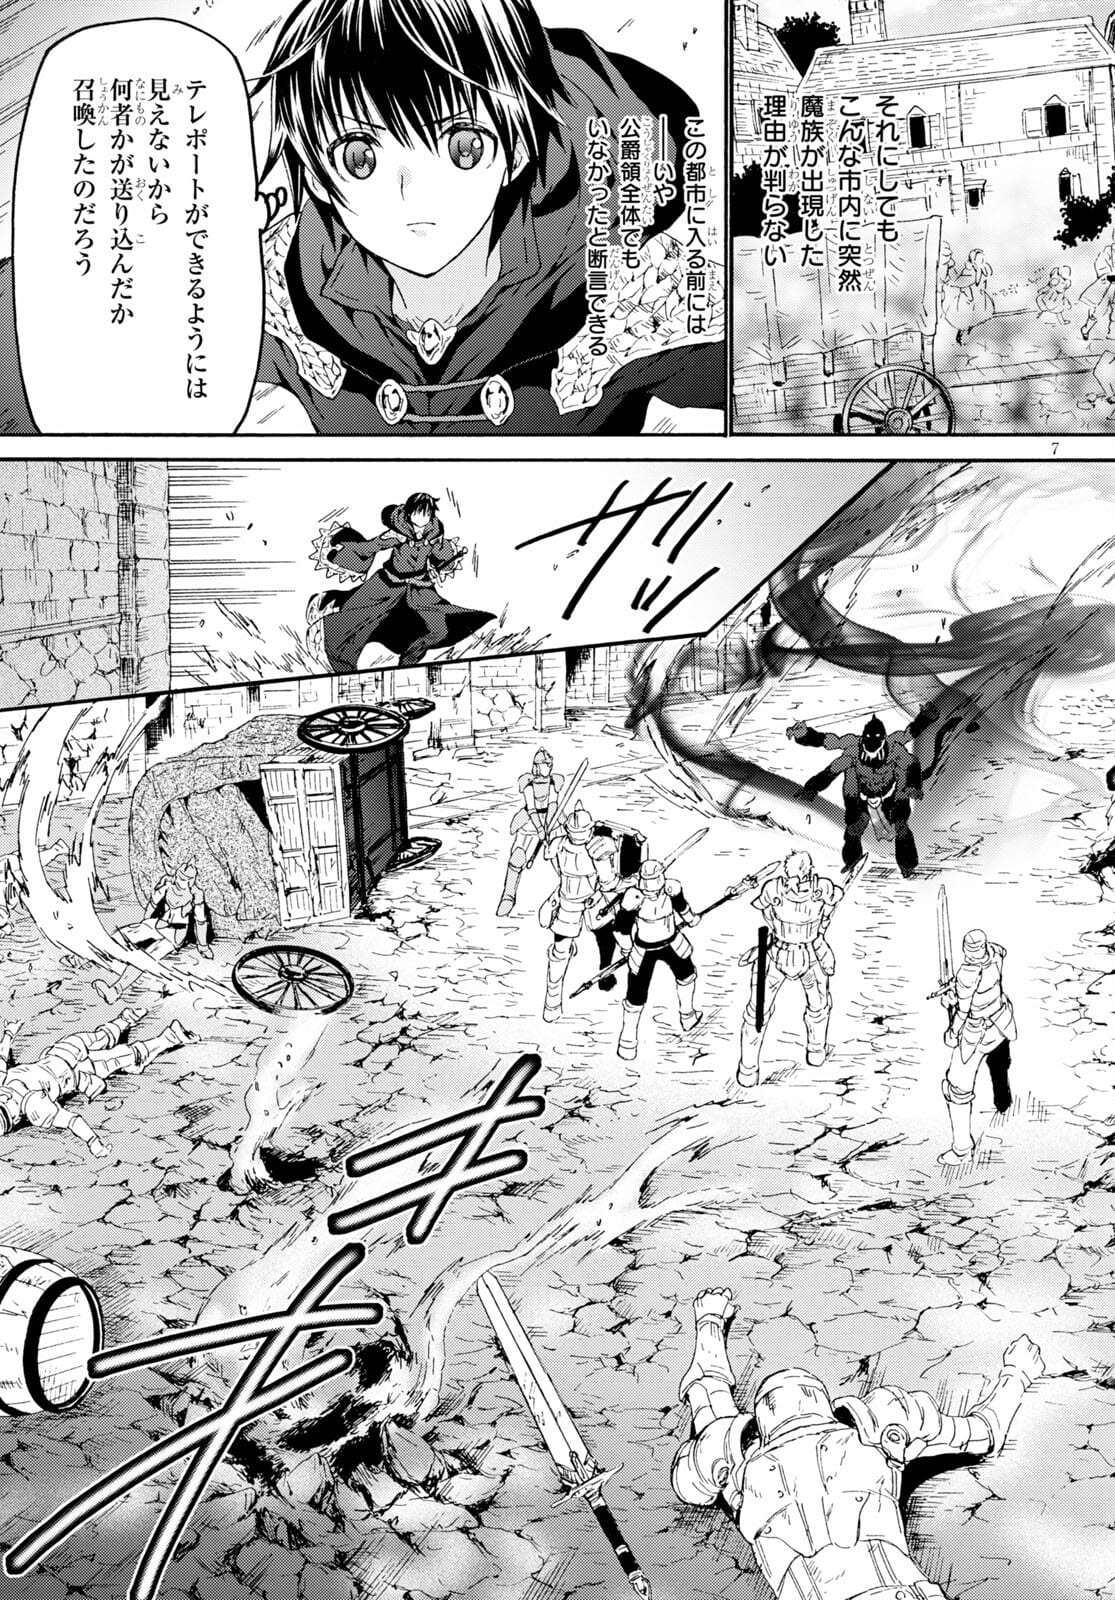 それにしても
こんな市内に突然
魔族が出現した
理由が判らない
この都市に入る前には
――いや
公爵領全体でも
いなかったと断言できる
テレポートができるようには
見えないから
何者かが送り込んだか
召喚したのだろう
7
ザッ